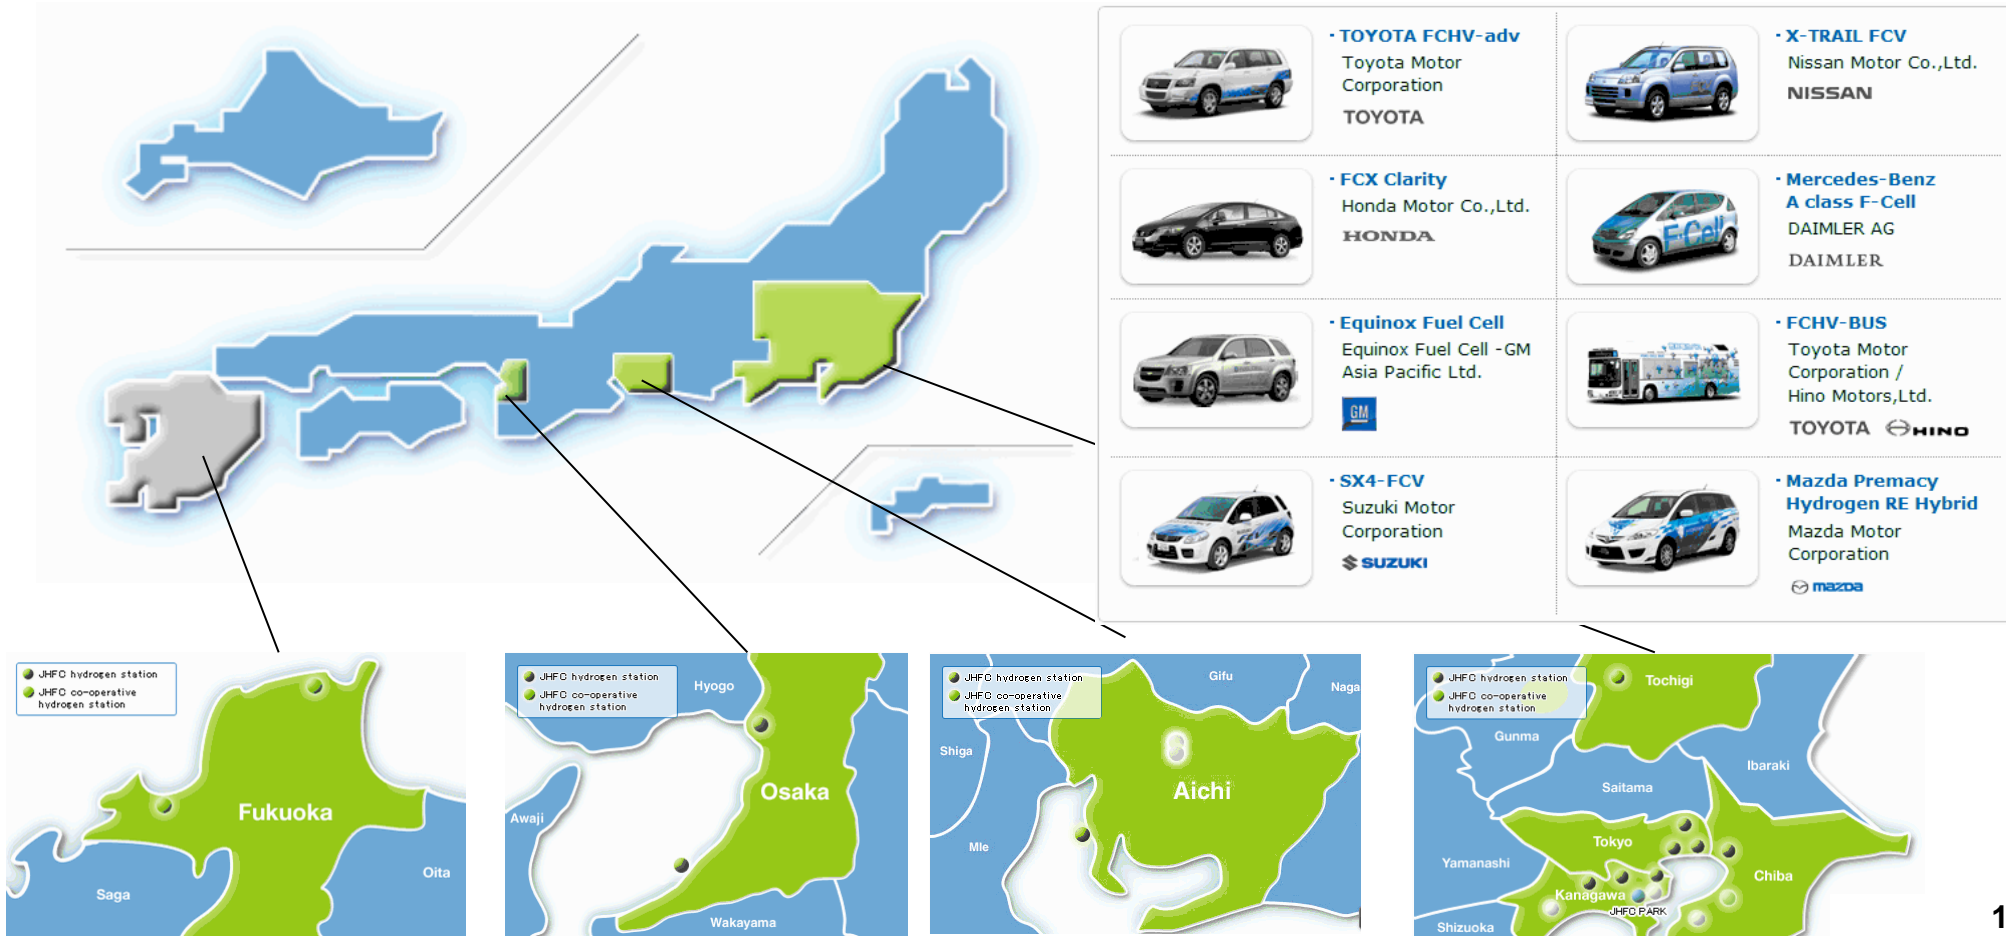 · TOYOTA FCHV-adv
Toyota Motor
Corporation
TOYOTA
· X-TRAIL FCV
Nissan Motor Co.,Ltd.
NISSAN
· FCX Clarity
Honda Motor Co.,Ltd.
HONDA
· Mercedes-Benz
A class F-Cell
DAIMLER AG
DAIMLER
F-Cell
· Equinox Fuel Cell
Equinox Fuel Cell -GM
Asia Pacific Ltd.
GM
· FCHV-BUS
Toyota Motor
Corporation /
Hino Motors,Ltd.
TOYOTA HINO
· SX4-FCV
Suzuki Motor
Corporation
SUZUKI
· Mazda Premacy
Hydrogen RE Hybrid
Mazda Motor
Corporation
mazda
JHFC hydrogen station
JHFC co-operative
hydrogen station
Fukuoka
Saga
Oita
JHFC hydrogen station
JHFC co-operative
hydrogen station
Hyogo
Osaka
Awaji
Wakayama
JHFC hydrogen station
JHFC co-operative
hydrogen station
Gifu
Naga
Shiga
Aichi
Mie
JHFC hydrogen station
JHFC co-operative
hydrogen station
Tochigi
Gunma
Ibaraki
Saitama
Tokyo
Yamanashi
Chiba
Kanagawa
JHFC PARK
Shizuoka
1